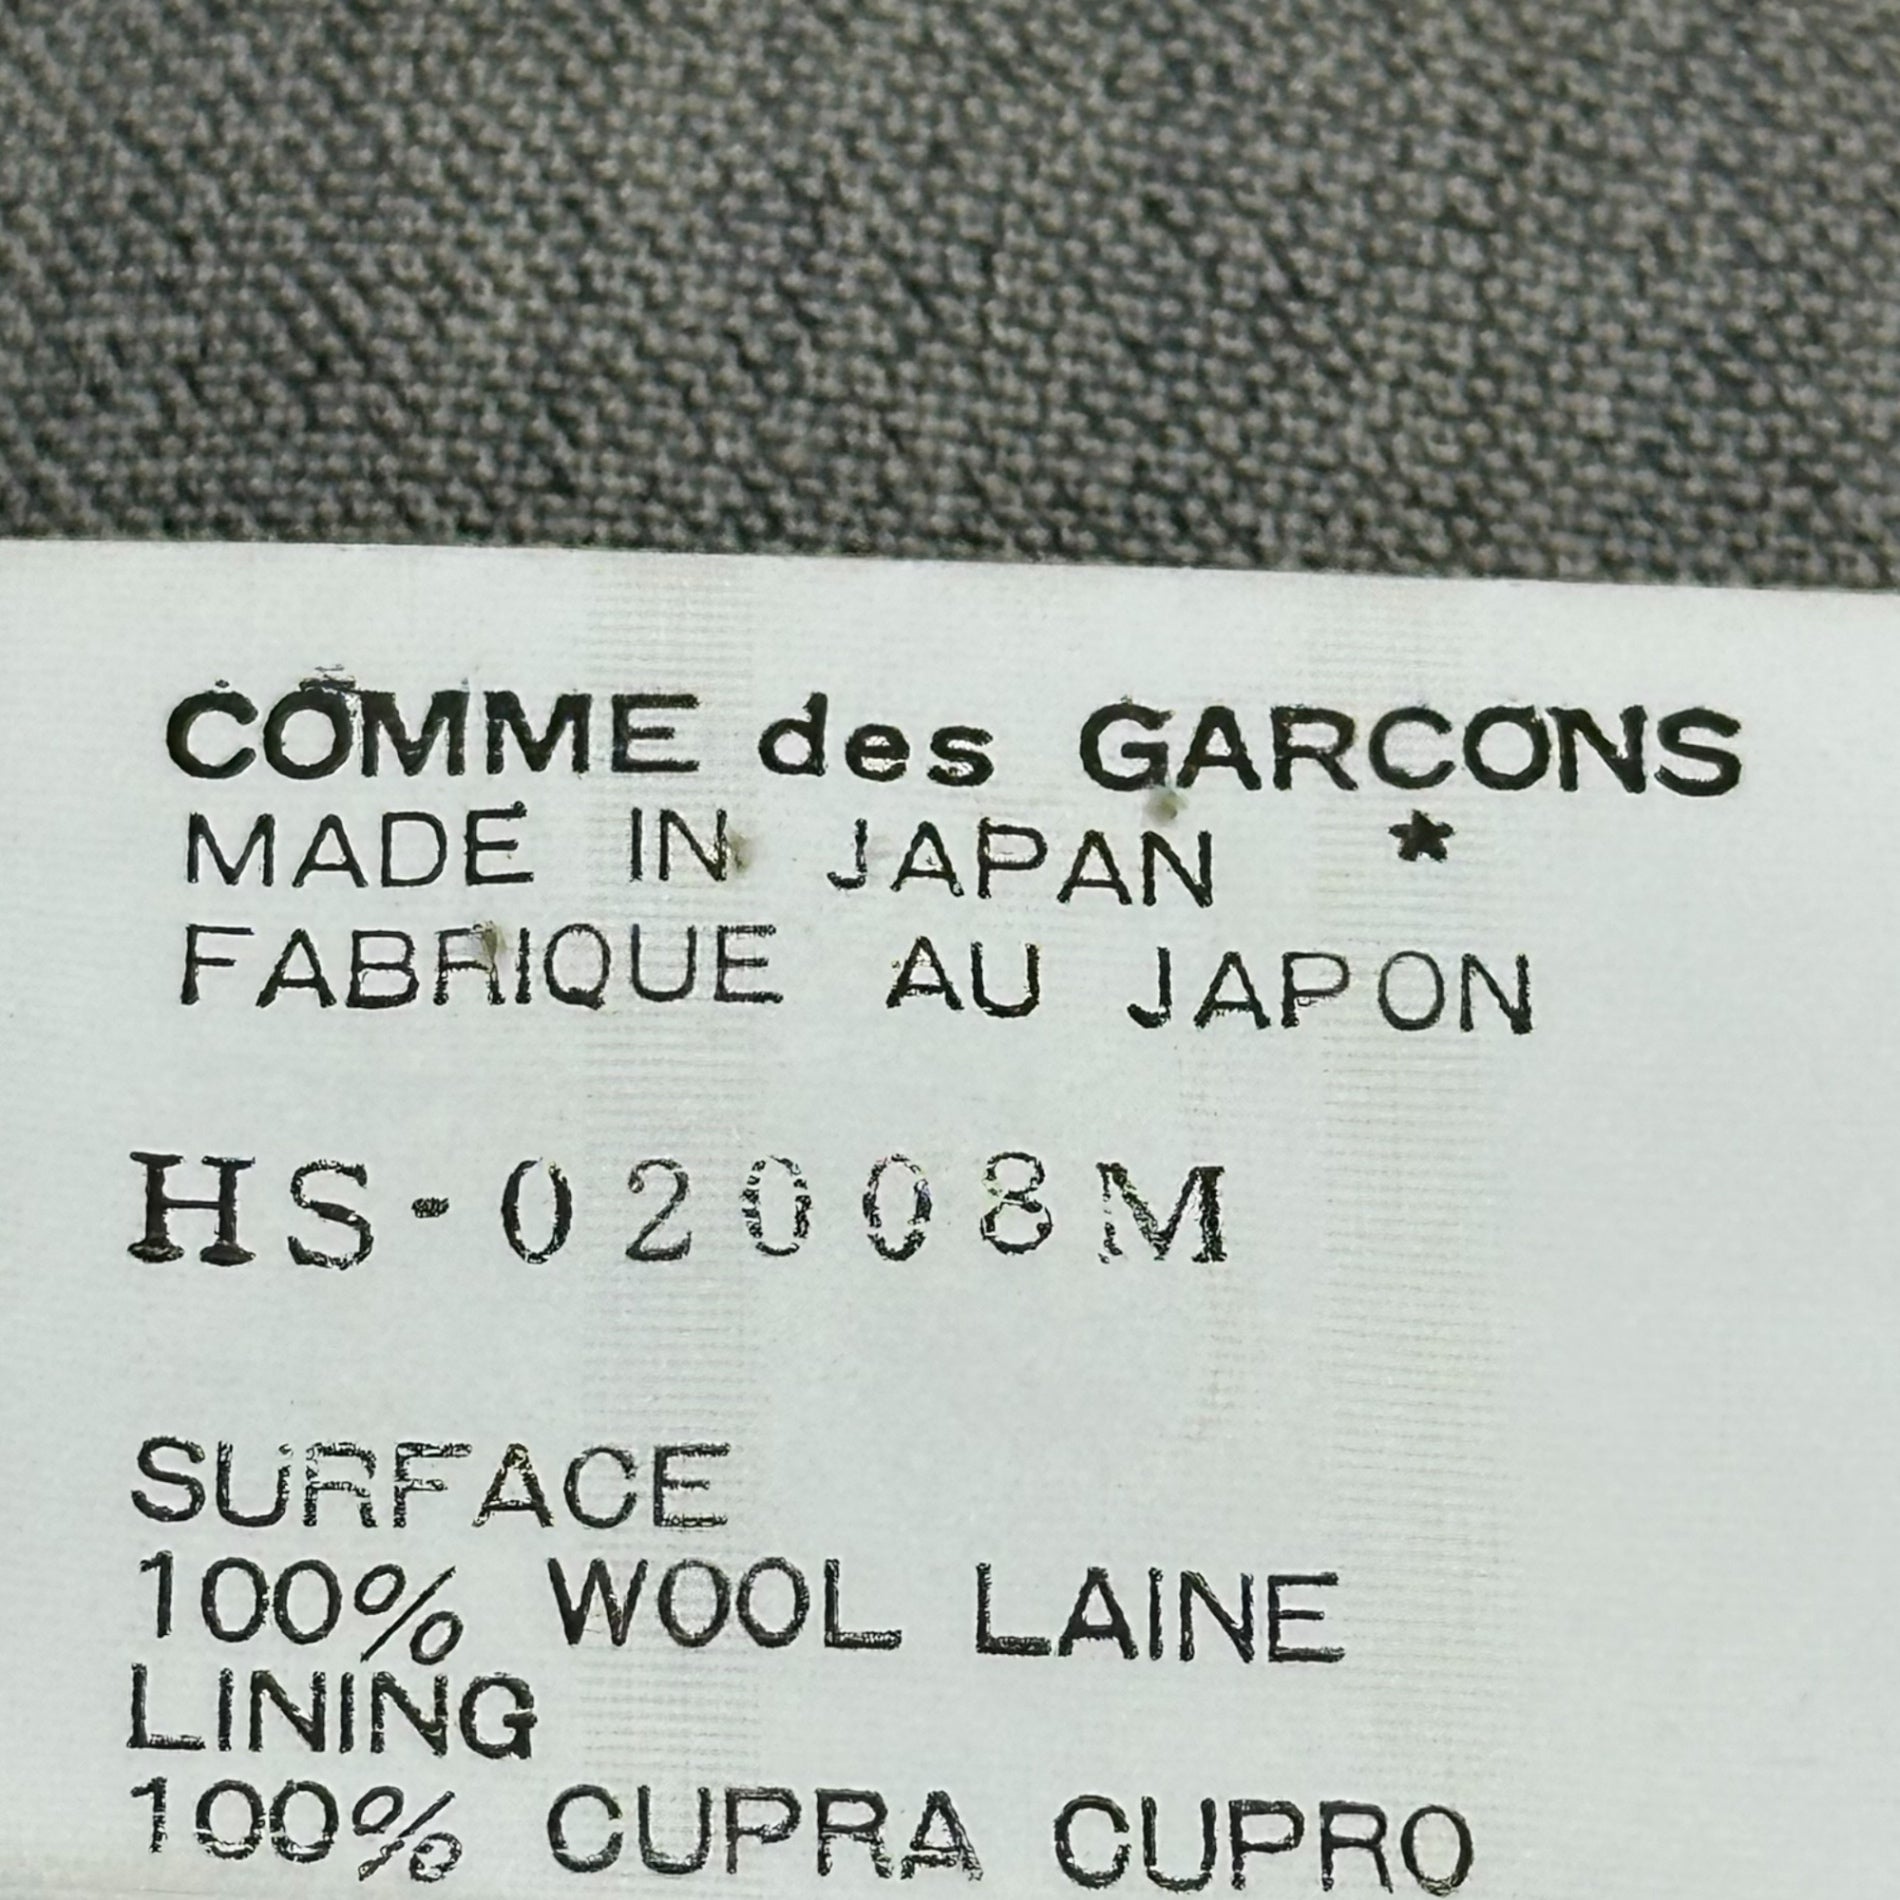 COMME des GARCONS
MADE IN JAPAN ★
FABRIQUE AU JAPON
HS-02008M
SURFACE
100% WOOL LAINE
LINING
100% CUPRA CUPRO